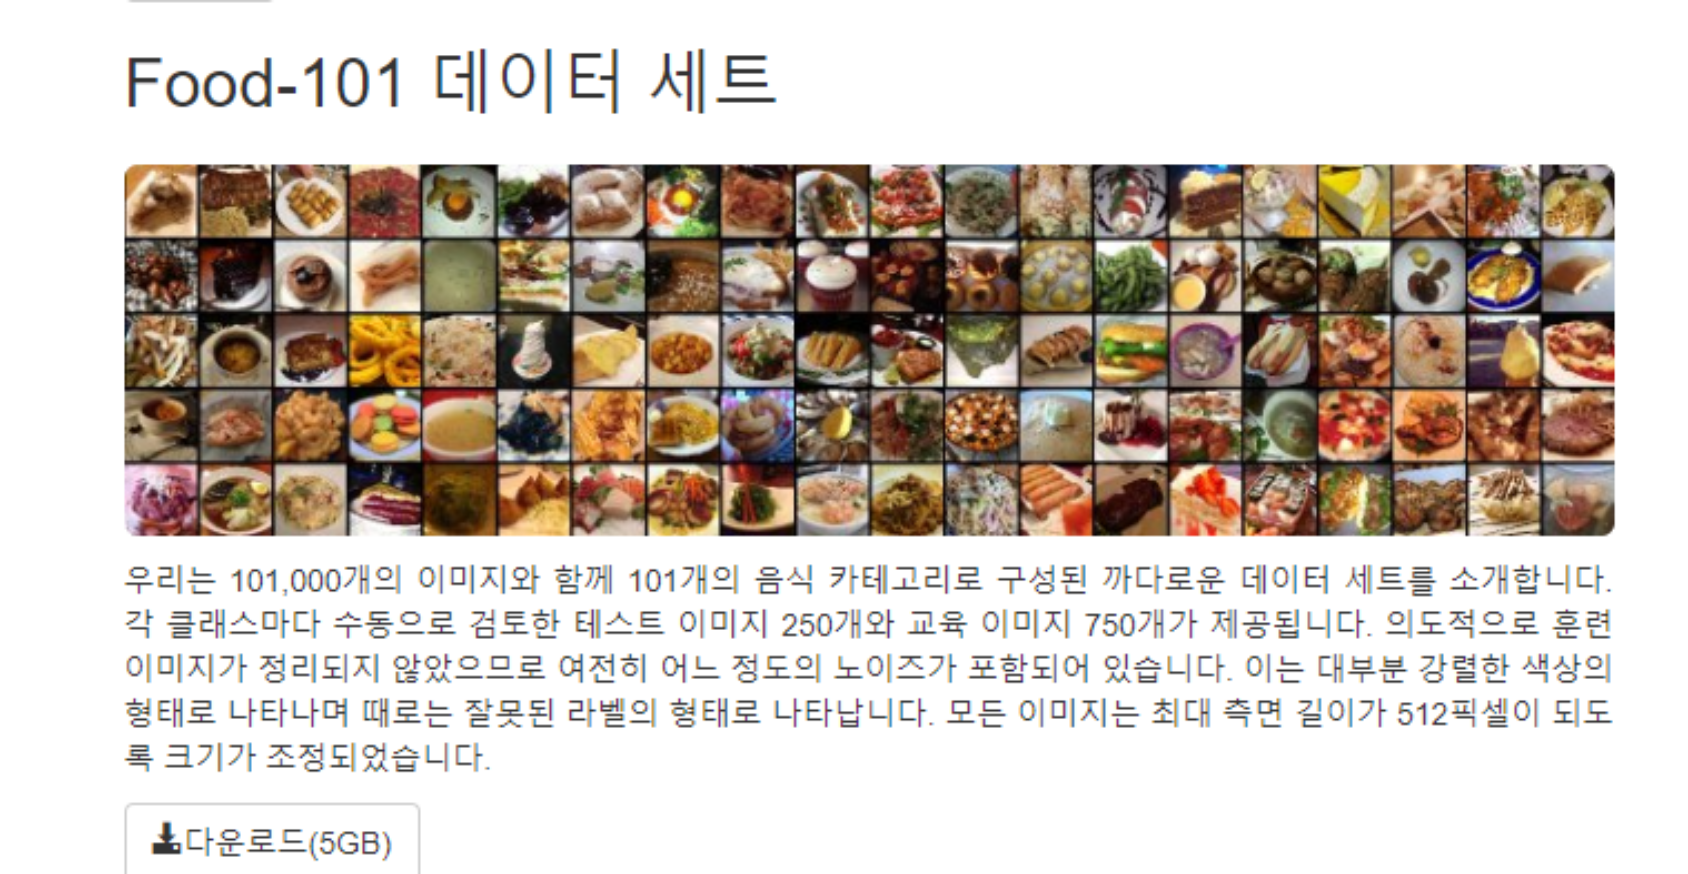 Food-101 데이터 세트
우리는 101,000개의 이미지와 함께 101개의 음식 카테고리로 구성된 까다로운 데이터 세트를 소개합니다.
각 클래스마다 수동으로 검토한 테스트 이미지 250개와 교육 이미지 750개가 제공됩니다. 의도적으로 훈련
이미지가 정리되지 않았으므로 여전히 어느 정도의 노이즈가 포함되어 있습니다. 이는 대부분 강렬한 색상의
형태로 나타나며 때로는 잘못된 라벨의 형태로 나타납니다. 모든 이미지는 최대 측면 길이가 512픽셀이 되도
록 크기가 조정되었습니다.
다운로드(5GB)